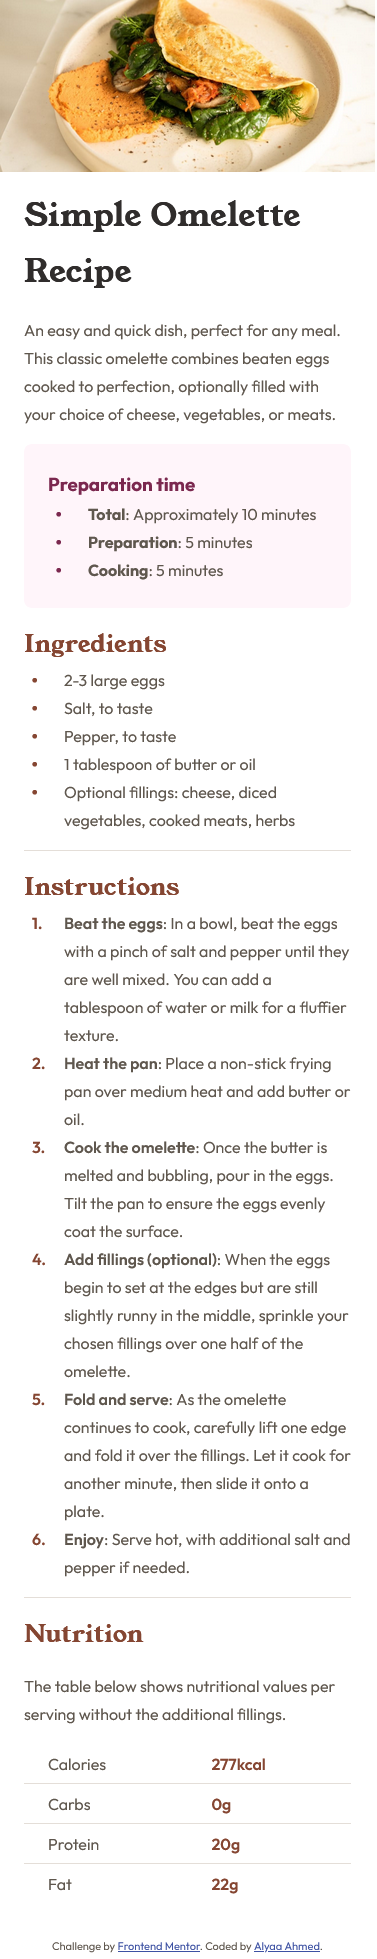 Simple Omelette
Recipe
An easy and quick dish, perfect for any meal.
This classic omelette combines beaten eggs
cooked to perfection, optionally filled with
your choice of cheese, vegetables, or meats.
Preparation time
• Total: Approximately 10 minutes
• Preparation: 5 minutes
• Cooking: 5 minutes
Ingredients
• 2-3 large eggs
• Salt, to taste
• Pepper, to taste
• 1 tablespoon of butter or oil
• Optional fillings: cheese, diced
vegetables, cooked meats, herbs
Instructions
1. Beat the eggs: In a bowl, beat the eggs
with a pinch of salt and pepper until they
are well mixed. You can add a
tablespoon of water or milk for a fluffier
texture.
2. Heat the pan: Place a non-stick frying
pan over medium heat and add butter or
oil.
3. Cook the omelette: Once the butter is
melted and bubbling, pour in the eggs.
Tilt the pan to ensure the eggs evenly
coat the surface.
4. Add fillings (optional): When the eggs
begin to set at the edges but are still
slightly runny in the middle, sprinkle your
chosen fillings over one half of the
omelette.
5. Fold and serve: As the omelette
continues to cook, carefully lift one edge
and fold it over the fillings. Let it cook for
another minute, then slide it onto a
plate.
6. Enjoy: Serve hot, with additional salt and
pepper if needed.
Nutrition
The table below shows nutritional values per
serving without the additional fillings.
Calories 277kcal
Carbs 0g
Protein 20g
Fat 22g
Challenge by Frontend Mentor. Coded by Alyaa Ahmed.